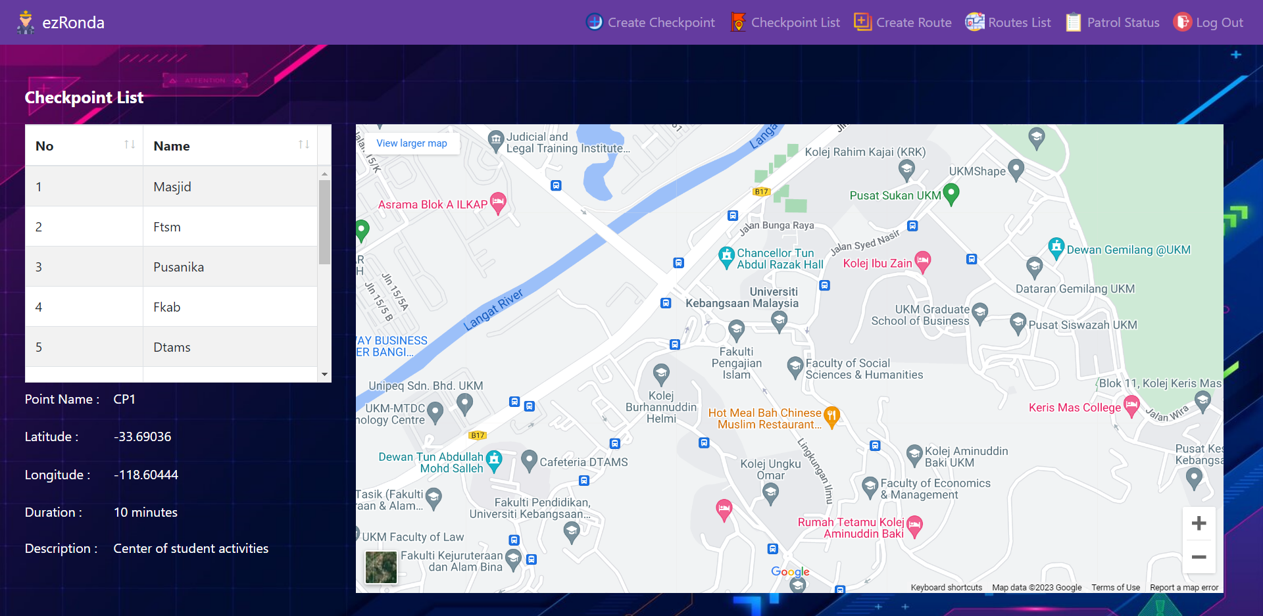 ezRonda
Create Checkpoint
Checkpoint List
Create Route
Routes List
Patrol Status
Log Out
ATTENTION
Checkpoint List
No
Name
1
Masjid
2
Ftsm
3
Pusanika
4
Fkab
5
Dtams
Point Name : CP1
Latitude : -33.69036
Longitude : -118.60444
Duration : 10 minutes
Description : Center of student activities
View larger map
Judicial and
Legal Training Institute...
Kolej Rahim Kajai (KRK)
UKMShape
B17
Pusat Sukan UKM
Asrama Blok A ILKAP
Jalan Bunga Raya
Jalan Syed Nasir
Chancellor Tun
Abdul Razak Hall
Kolej Ibu Zain
Dewan Gemilang @UKM
Dataran Gemilang UKM
Jln 15/5A
Jln 15/5 B
Langat River
Universiti
Kebangsaan Malaysia
UKM Graduate
School of Business
Pusat Siswazah UKM
AY BUSINESS
ER BANGI...
Fakulti
Pengajian
Islam
Faculty of Social
Sciences & Humanities
Unipeq Sdn. Bhd. UKM
UKM-MTDC
nology Centre
Kolej
Burhannuddin
Helmi
Hot Meal Bah Chinese
Muslim Restaurant...
Blok 11, Kolej Keris Mas
Keris Mas College
Jalan Wira
B17
Dewan Tun Abdullah
Mohd Salleh
Cafeteria DTAMS
Kolej Ungku
Omar
Lingkungan Ilmu
Kolej Aminuddin
Baki UKM
Pusat Kes
Kebangsa
Tasik (Fakulti
raan & Alam...
Fakulti Pendidikan,
Universiti Kebangsaan...
Faculty of Economics
& Management
Rumah Tetamu Kolej
Aminuddin Baki
UKM Faculty of Law
Fakulti Kejuruteraan
dan Alam Bina
Google
Keyboard shortcuts
Map data ©2023 Google
Terms of Use
Report a map error